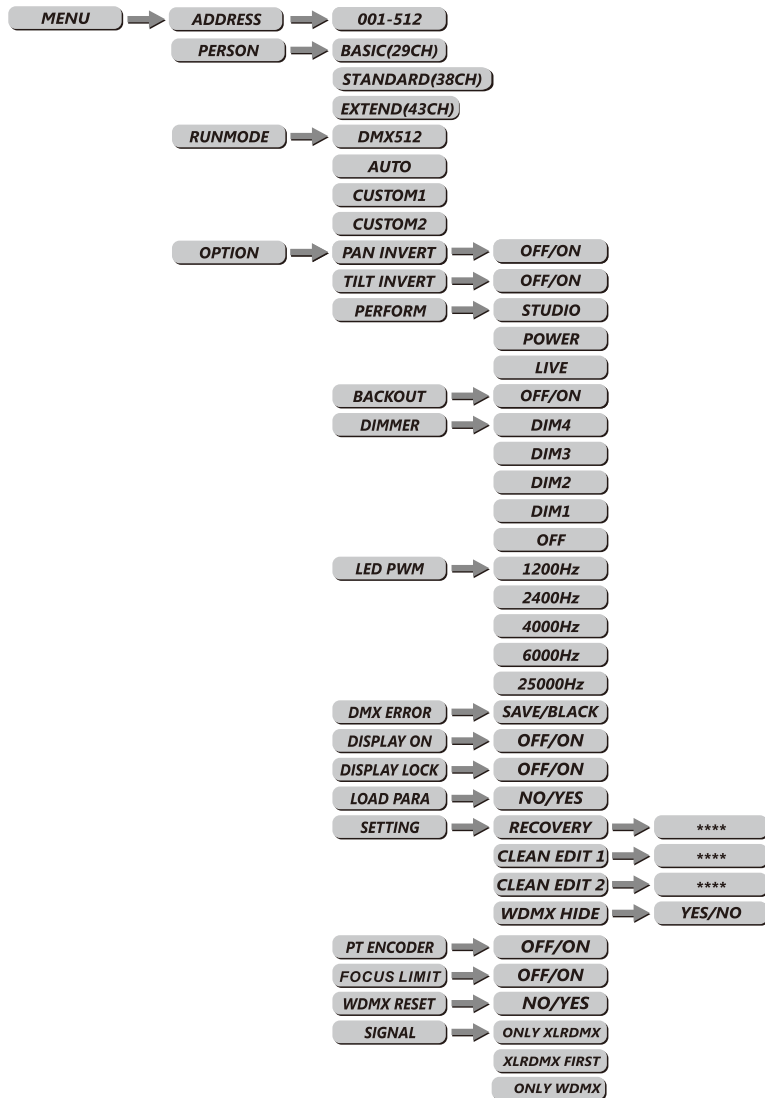 MENU ADDRESS 001-512
PERSON BASIC(29CH)
STANDARD(38CH)
EXTEND(43CH)
RUNMODE DMX512
AUTO
CUSTOM1
CUSTOM2
OPTION PAN INVERT OFF/ON
TILT INVERT OFF/ON
PERFORM STUDIO
POWER
LIVE
BACKOUT OFF/ON
DIMMER DIM4
DIM3
DIM2
DIM1
OFF
LED PWM 1200Hz
2400Hz
4000Hz
6000Hz
25000Hz
DMX ERROR SAVE/BLACK
DISPLAY ON OFF/ON
DISPLAY LOCK OFF/ON
LOAD PARA NO/YES
SETTING RECOVERY ****
CLEAN EDIT 1 ****
CLEAN EDIT 2 ****
WDMX HIDE YES/NO
PT ENCODER OFF/ON
FOCUS LIMIT OFF/ON
WDMX RESET NO/YES
SIGNAL ONLY XLRDMX
XLRDMX FIRST
ONLY WDMX